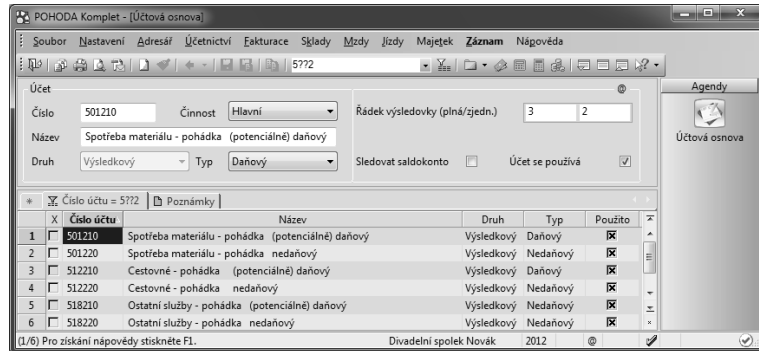 POHODA Komplet - [Účtová osnova]
Soubor Nastavení Adresář Účetnictví Fakturace Sklady Mzdy Jízdy Majetek Záznam Nápověda
5??2
Účet @
Číslo 501210 Činnost Hlavní Řádek výsledovky (plná/zjedn.) 3 2
Název Spotřeba materiálu - pohádka (potenciálně) daňový
Druh Výsledkový Typ Daňový Sledovat saldokonto Účet se používá
Agendy
Účtová osnova
* Číslo účtu = 5??2 Poznámky
X Číslo účtu Název Druh Typ Použito
1 501210 Spotřeba materiálu - pohádka (potenciálně) daňový Výsledkový Daňový
2 501220 Spotřeba materiálu - pohádka nedaňový Výsledkový Nedaňový
3 512210 Cestovné - pohádka (potenciálně) daňový Výsledkový Daňový
4 512220 Cestovné - pohádka nedaňový Výsledkový Nedaňový
5 518210 Ostatní služby - pohádka (potenciálně) daňový Výsledkový Daňový
6 518220 Ostatní služby - pohádka nedaňový Výsledkový Nedaňový
(1/6) Pro získání nápovědy stiskněte F1. Divadelní spolek Novák 2012 @